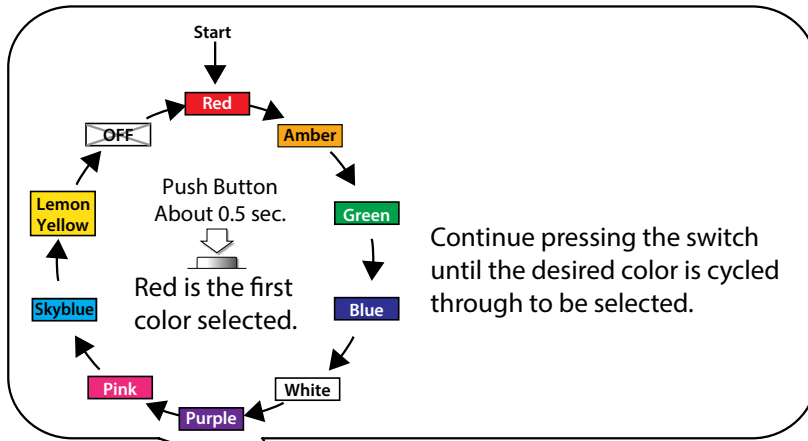 Start
Red
Amber
Green
Blue
White
Purple
Pink
Skyblue
Lemon
Yellow
OFF
Push Button
About 0.5 sec.
Red is the first
color selected.
Continue pressing the switch
until the desired color is cycled
through to be selected.